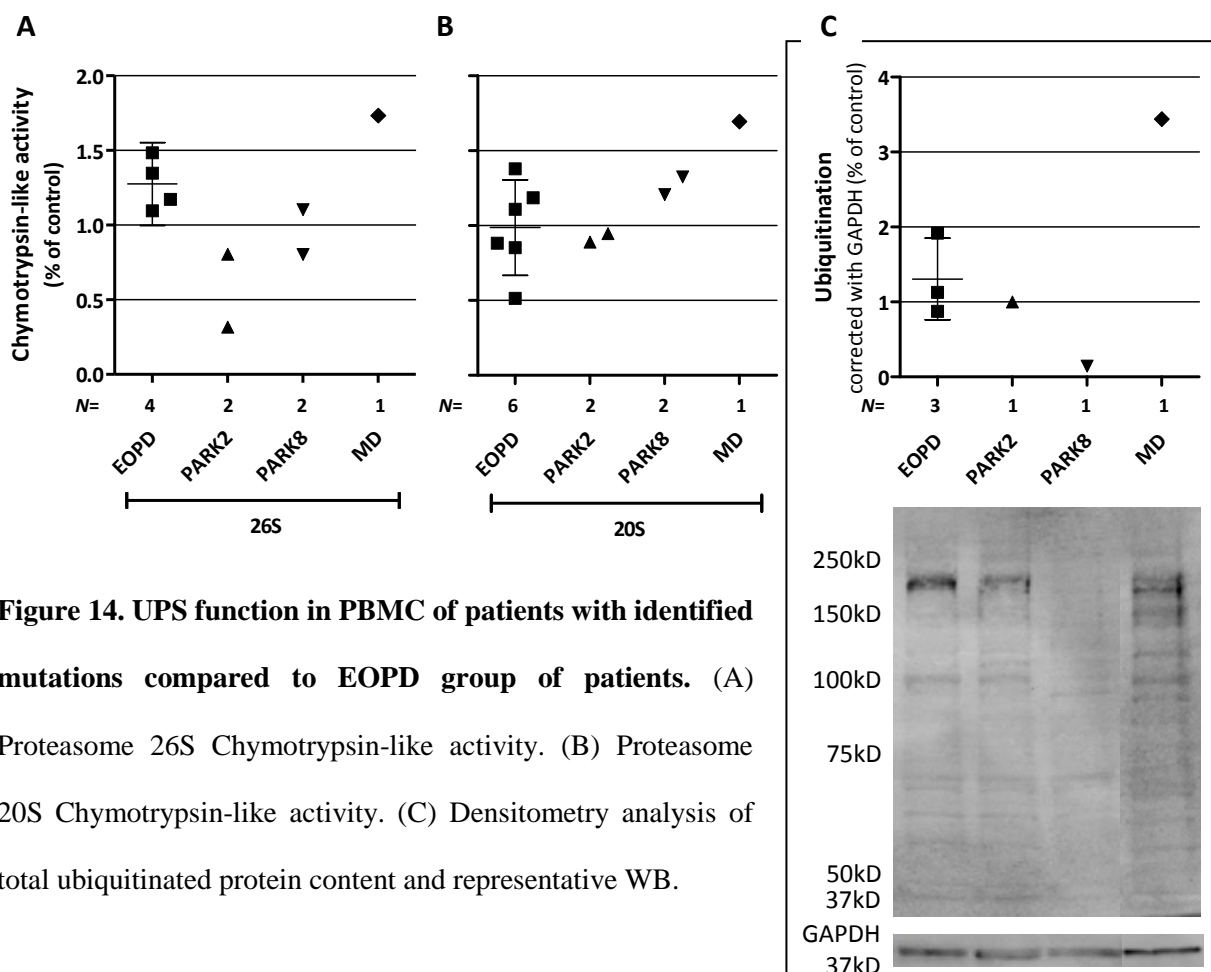 A
Chymotrypsin-like activity
(% of control)
2.0
1.5
1.0
0.5
0.0
N=
4
2
2
1
EOPD
PARK2
PARK8
MD
26S
B
N=
6
2
2
1
EOPD
PARK2
PARK8
MD
20S
C
Ubiquitination
corrected with GAPDH (% of control)
4
3
2
1
0
N=
3
1
1
1
EOPD
PARK2
PARK8
MD
250kD
150kD
100kD
75kD
50kD
37kD
GAPDH
37kD
Figure 14. UPS function in PBMC of patients with identified
mutations compared to EOPD group of patients. (A)
Proteasome 26S Chymotrypsin-like activity. (B) Proteasome
20S Chymotrypsin-like activity. (C) Densitometry analysis of
total ubiquitinated protein content and representative WB.